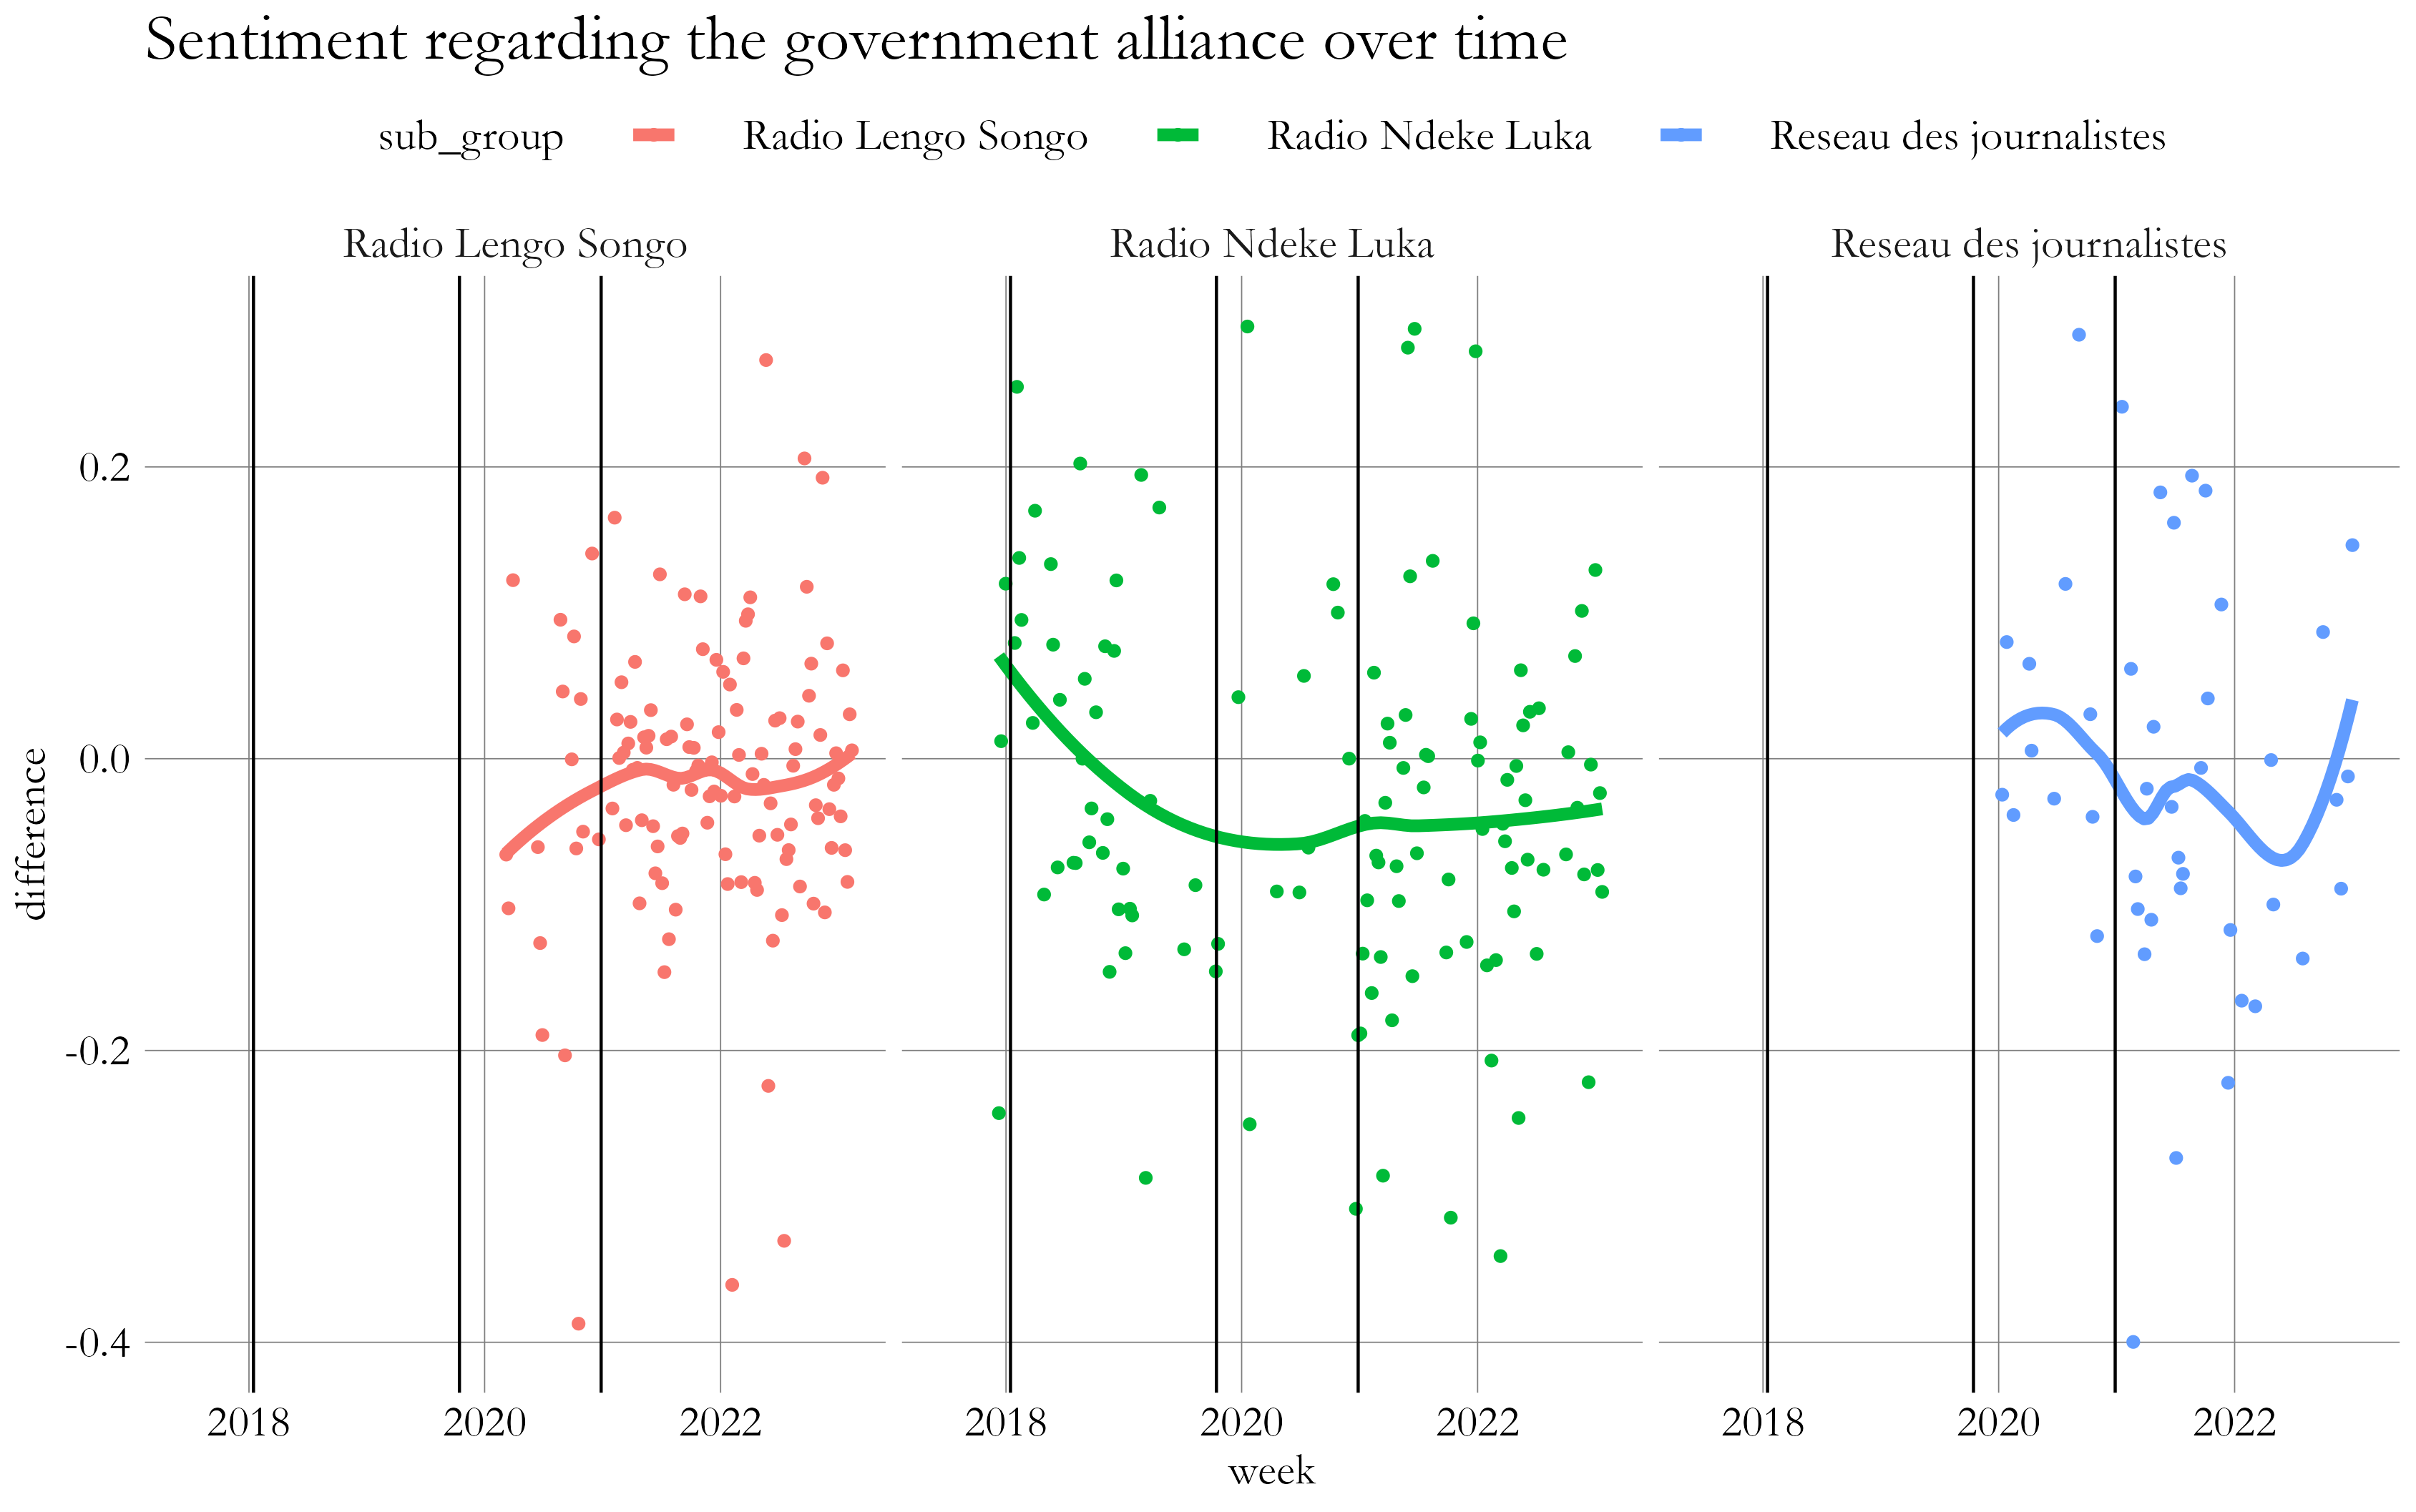 Sentiment regarding the government alliance over time
sub_group Radio Lengo Songo Radio Ndeke Luka Reseau des journalistes
Radio Lengo Songo Radio Ndeke Luka Reseau des journalistes
0.2
0.0
-0.2
-0.4
difference
2018 2020 2022 2018 2020 2022 2018 2020 2022
week